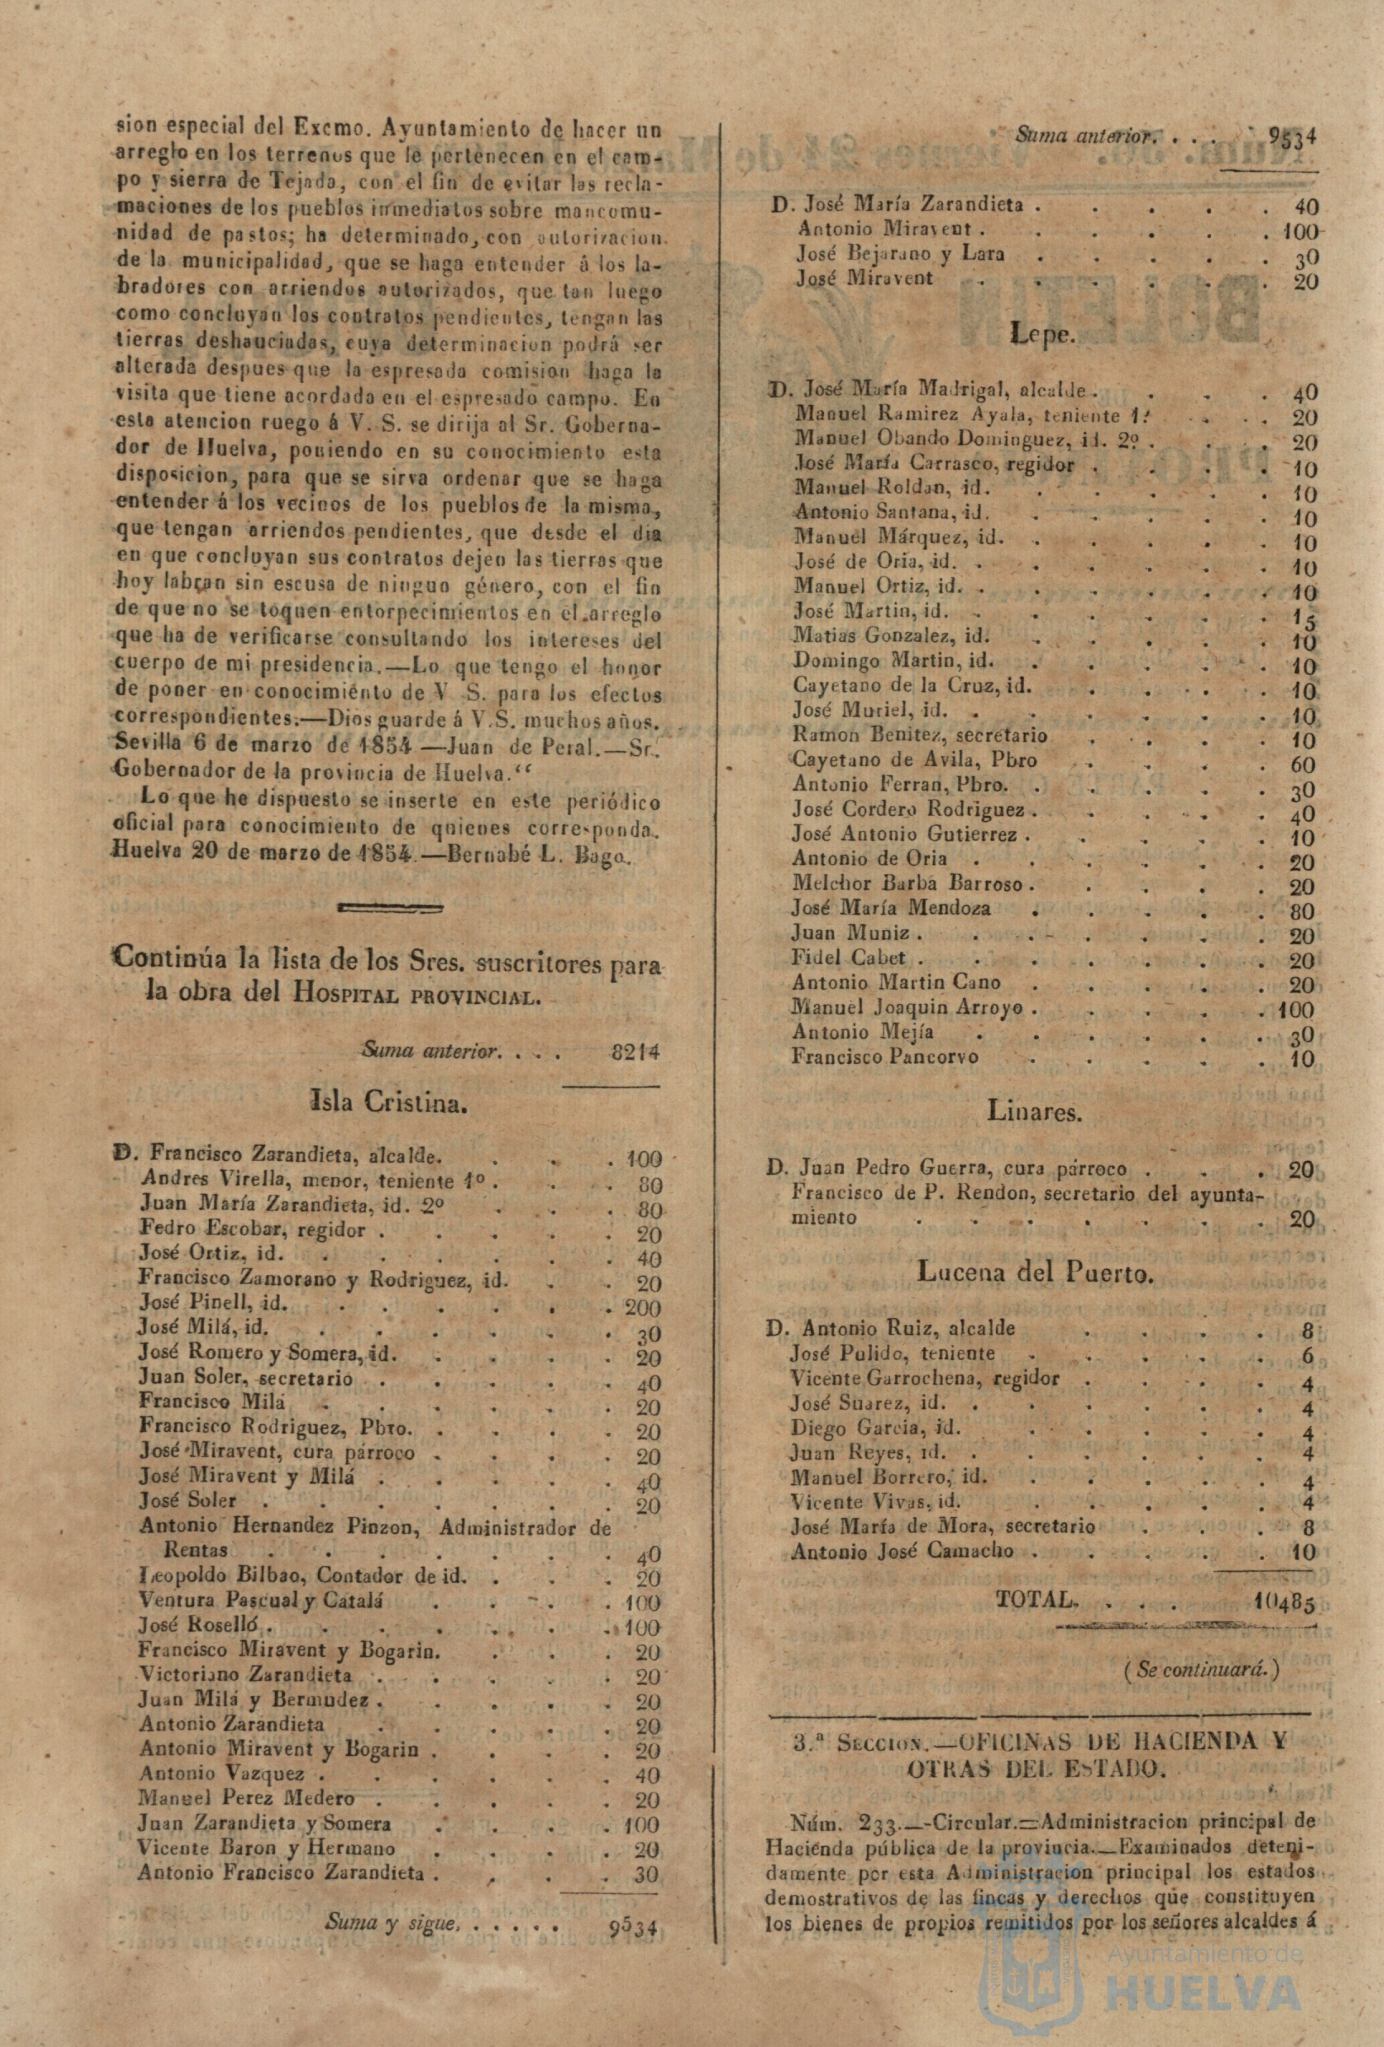 sion especial del Excmo. Ayuntamiento de hacer un
arreglo en los terrenos que le pertenecen en el cam-
po y sierra de Tejada, con el fin de evitar las recla-
maciones de los pueblos inmediatos sobre mancomu-
nidad de pastos; ha determinado, con autorizacion
de la municipalidad, que se haga entender á los la-
bradores con arriendos autorizados, que tan luego
como concluyan los contratos pendientes, tengan las
tierras deshauciadas, cuya determinacion podrá ser
alterada despues que la espresada comision haga la
visita que tiene acordada en el espresado campo. En
esta atencion ruego á V. S. se dirija al Sr. Goberna-
dor de Huelva, poniendo en su conocimiento esta
disposicion, para que se sirva ordenar que se haga
entender á los vecinos de los pueblos de la misma,
que tengan arriendos pendientes, que desde el dia
en que concluyan sus contratos dejen las tierras que
hoy labran sin escusa de ningun género, con el fin
de que no se toquen entorpecimientos en el arreglo
que ha de verificarse consultando los intereses del
cuerpo de mi presidencia.—Lo que tengo el honor
de poner en conocimiento de V. S. para los efectos
correspondientes.—Dios guarde á V. S. muchos años.
Sevilla 6 de marzo de 1854.—Juan de Peral.—Sr.
Gobernador de la provincia de Huelva.“
Lo que he dispuesto se inserte en este periódico
oficial para conocimiento de quienes corresponda.
Huelva 20 de marzo de 1854.—Bernabé L. Bago.
Continúa la lista de los Sres. suscritores para
la obra del HOSPITAL PROVINCIAL.
Suma anterior. . . . 8214
Isla Cristina.
D. Francisco Zarandieta, alcalde. . . . 100
Andres Virella, menor, teniente 1º . . . 80
Juan María Zarandieta, id. 2º . . . 80
Pedro Escobar, regidor . . . . . 20
José Ortiz, id. . . . . . . 40
Francisco Zamorano y Rodriguez, id. . . 20
José Pinell, id. . . . . . . 200
José Milá, id. . . . . . . 30
José Romero y Somera, id. . . . . 20
Juan Soler, secretario . . . . . 40
Francisco Milá . . . . . . 20
Francisco Rodriguez, Pbro. . . . . 20
José Miravent, cura párroco . . . . 20
José Miravent y Milá . . . . . 40
José Soler . . . . . . . 20
Antonio Hernandez Pinzon, Administrador de
Rentas . . . . . . . 40
Leopoldo Bilbao, Contador de id. . . . 20
Ventura Pascual y Catalá . . . . 100
José Roselló . . . . . . . 100
Francisco Miravent y Bogarin. . . . 20
Victoriano Zarandieta . . . . . 20
Juan Milá y Bermudez . . . . . 20
Antonio Zarandieta . . . . . 20
Antonio Miravent y Bogarin . . . . 20
Antonio Vazquez . . . . . . 40
Manuel Perez Medero . . . . . 20
Juan Zarandieta y Somera . . . . 100
Vicente Baron y Hermano . . . . 20
Antonio Francisco Zarandieta . . . . 30
Suma y sigue. . . . . . 9534
Suma anterior. . . . 9534
D. José María Zarandieta . . . . . 40
Antonio Miravent . . . . . . 100
José Bejarano y Lara . . . . . 30
José Miravent . . . . . . 20
Lepe.
D. José María Madrigal, alcalde . . . . 40
Manuel Ramirez Ayala, teniente 1.º . . . 20
Manuel Obando Dominguez, id. 2º . . . 20
José María Carrasco, regidor . . . . 10
Manuel Roldan, id. . . . . . 10
Antonio Santana, id. . . . . . 10
Manuel Márquez, id. . . . . . 10
José de Oria, id. . . . . . . 10
Manuel Ortiz, id. . . . . . . 10
José Martin, id. . . . . . . 15
Matias Gonzalez, id. . . . . . 10
Domingo Martin, id. . . . . . 10
Cayetano de la Cruz, id. . . . . 10
José Muriel, id. . . . . . . 10
Ramon Benitez, secretario . . . . 10
Cayetano de Avila, Pbro . . . . 60
Antonio Ferran, Pbro. . . . . . 30
José Cordero Rodriguez . . . . . 40
José Antonio Gutierrez . . . . . 10
Antonio de Oria . . . . . . 20
Melchor Barba Barroso . . . . . 20
José María Mendoza . . . . . 80
Juan Muniz . . . . . . . 20
Fidel Cabet . . . . . . . 20
Antonio Martin Cano . . . . . 20
Manuel Joaquin Arroyo . . . . . 100
Antonio Mejía . . . . . . 30
Francisco Pancorvo . . . . . 10
Linares.
D. Juan Pedro Guerra, cura párroco . . . 20
Francisco de P. Rendon, secretario del ayunta-
miento . . . . . . . 20
Lucena del Puerto.
D. Antonio Ruiz, alcalde . . . . 8
José Pulido, teniente . . . . . 6
Vicente Garrochena, regidor . . . . 4
José Suarez, id. . . . . . . 4
Diego Garcia, id. . . . . . 4
Juan Reyes, id. . . . . . . 4
Manuel Borrero, id. . . . . . 4
Vicente Vivas, id. . . . . . 4
José María de Mora, secretario . . . 8
Antonio José Camacho . . . . . 10
TOTAL. . . . 10485
(Se continuará.)
3.ª SECCION.—OFICINAS DE HACIENDA Y
OTRAS DEL ESTADO.
Núm. 233.—Circular.=Administracion principal de
Hacienda pública de la provincia.—Examinados deteni-
damente por esta Administracion principal los estados
demostrativos de las fincas y derechos que constituyen
los bienes de propios remitidos por los señores alcaldes á
Ayuntamiento de
HUELVA